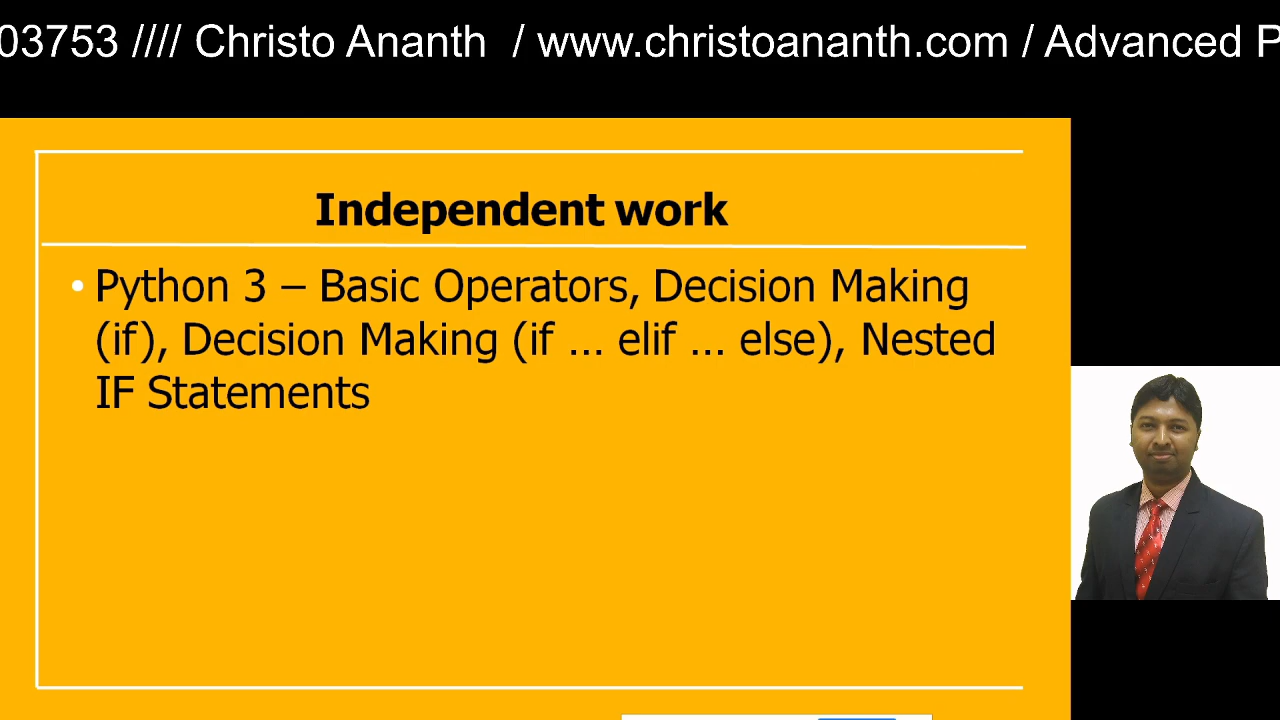 03753 //// Christo Ananth / www.christoananth.com / Advanced P
Independent work
• Python 3 – Basic Operators, Decision Making
(if), Decision Making (if ... elif ... else), Nested
IF Statements